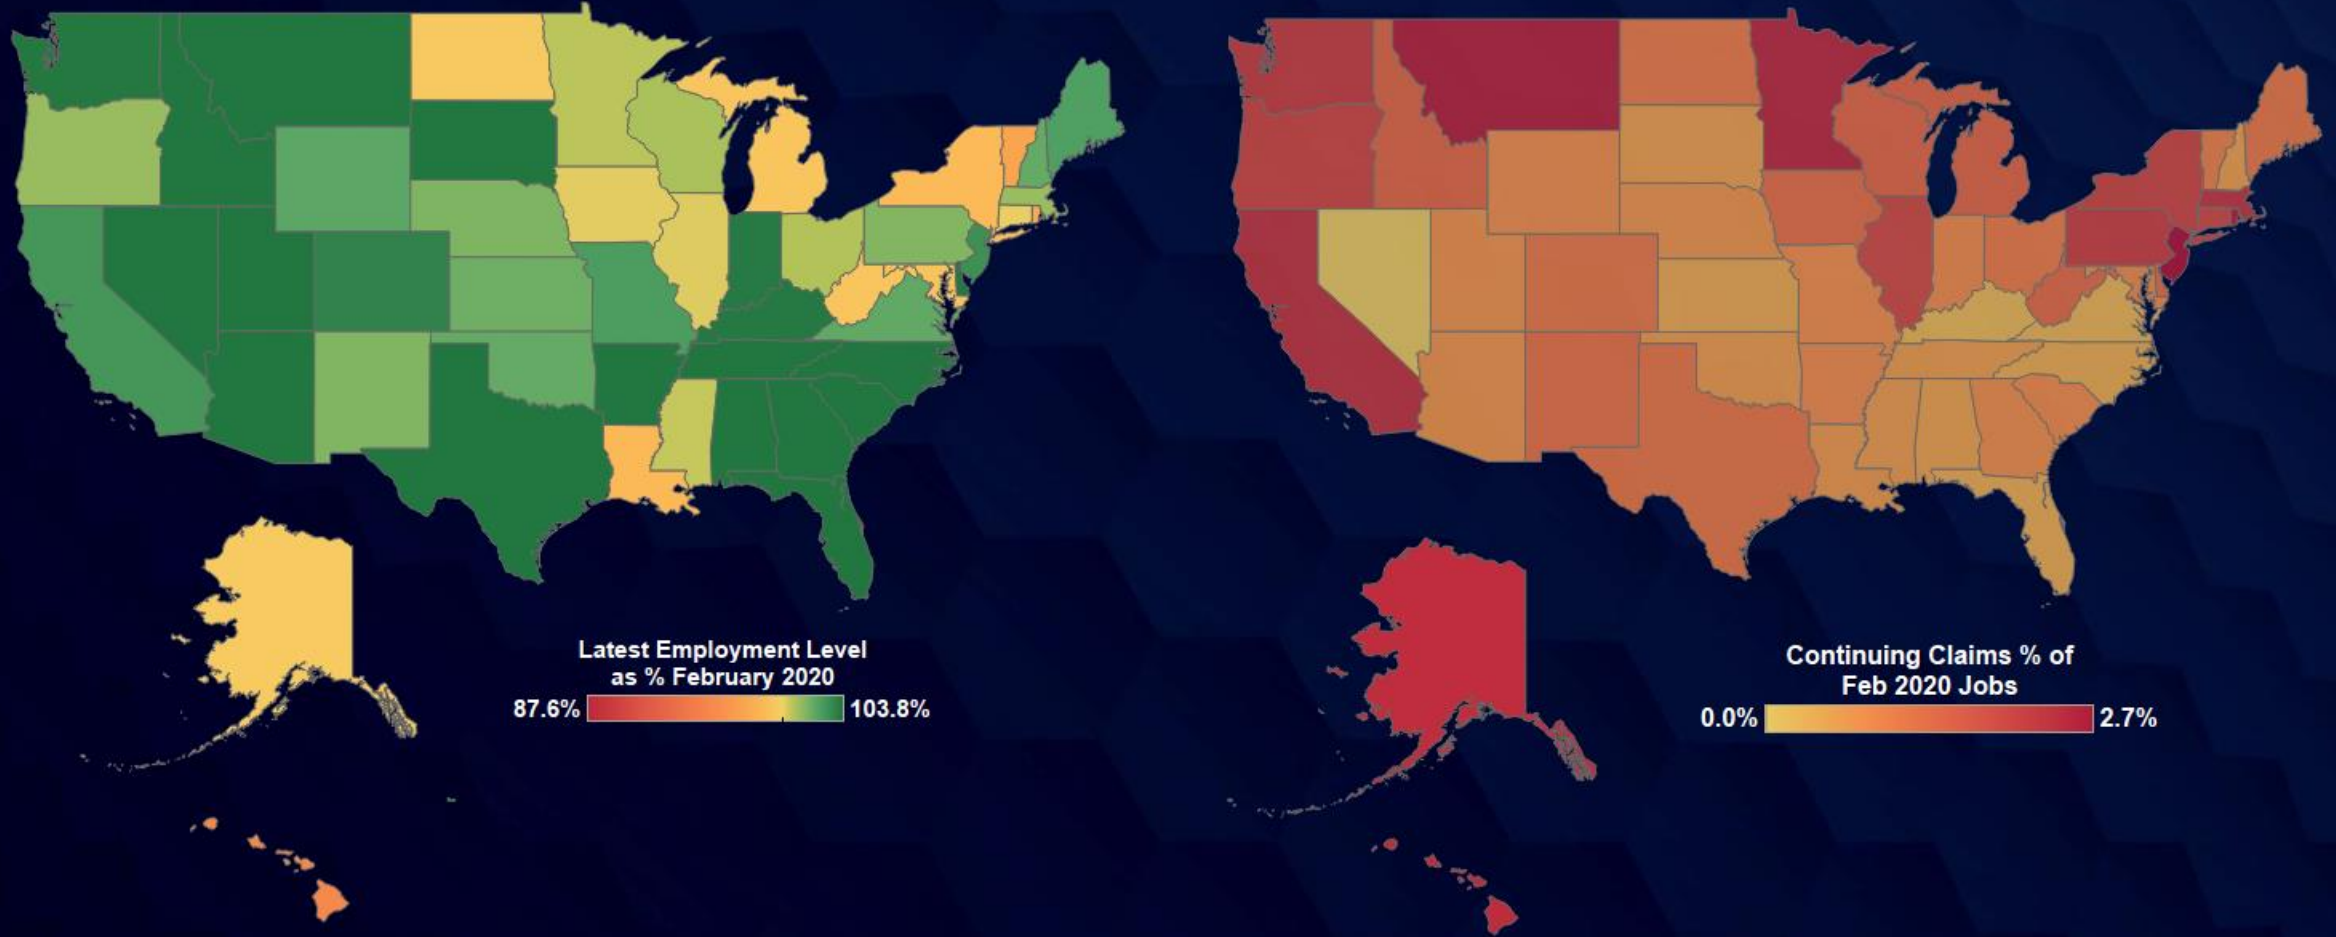 Latest Employment Level
as % February 2020
87.6% 103.8%
Continuing Claims % of
Feb 2020 Jobs
0.0% 2.7%